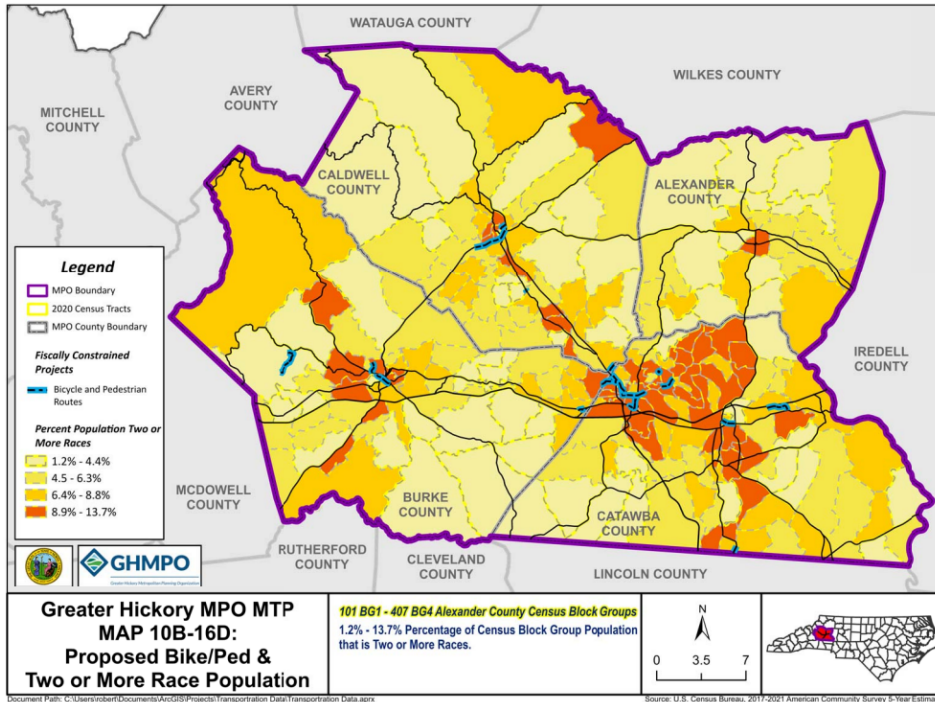 WATAUGA COUNTY
WILKES COUNTY
AVERY
COUNTY
MITCHELL
COUNTY
CALDWELL
COUNTY
ALEXANDER
COUNTY
Legend
MPO Boundary
2020 Census Tracts
MPO County Boundary
Fiscally Constrained
Projects
Bicycle and Pedestrian
Routes
Percent Population Two or
More Races
1.2% - 4.4%
4.5 - 6.3%
6.4% - 8.8%
8.9% - 13.7%
IREDELL
COUNTY
MCDOWELL
COUNTY
BURKE
COUNTY
CATAWBA
COUNTY
RUTHERFORD
COUNTY
CLEVELAND
COUNTY
LINCOLN COUNTY
GHMPO
Greater Hickory Metropolitan Planning Organization
Greater Hickory MPO MTP
MAP 10B-16D:
Proposed Bike/Ped &
Two or More Race Population
101 BG1 - 407 BG4 Alexander County Census Block Groups
1.2% - 13.7% Percentage of Census Block Group Population
that is Two or More Races.
N
0 3.5 7
Document Path: C:\Users\robert\Documents\ArcGIS\Projects\Transportation Data\Transportation Data.aprx
Source: U.S. Census Bureau, 2017-2021 American Community Survey 5-Year Estima